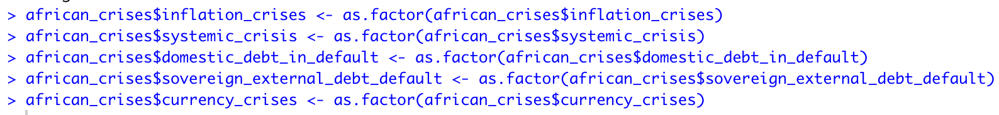 > african_crises$inflation_crises <- as.factor(african_crises$inflation_crises)
> african_crises$systemic_crisis <- as.factor(african_crises$systemic_crisis)
> african_crises$domestic_debt_in_default <- as.factor(african_crises$domestic_debt_in_default)
> african_crises$sovereign_external_debt_default <- as.factor(african_crises$sovereign_external_debt_default)
> african_crises$currency_crises <- as.factor(african_crises$currency_crises)